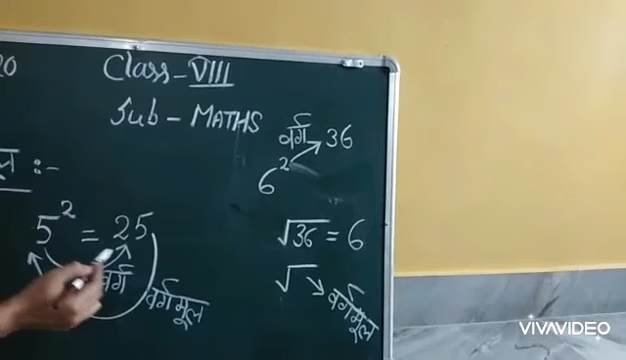 20
Class - VIII
Sub - MATHS
वर्ग 36
6²
ूल :-
5² = 25
√36 = 6
वर्ग
वर्गमूल
√ → वर्गमूल
VIVAVIDEO